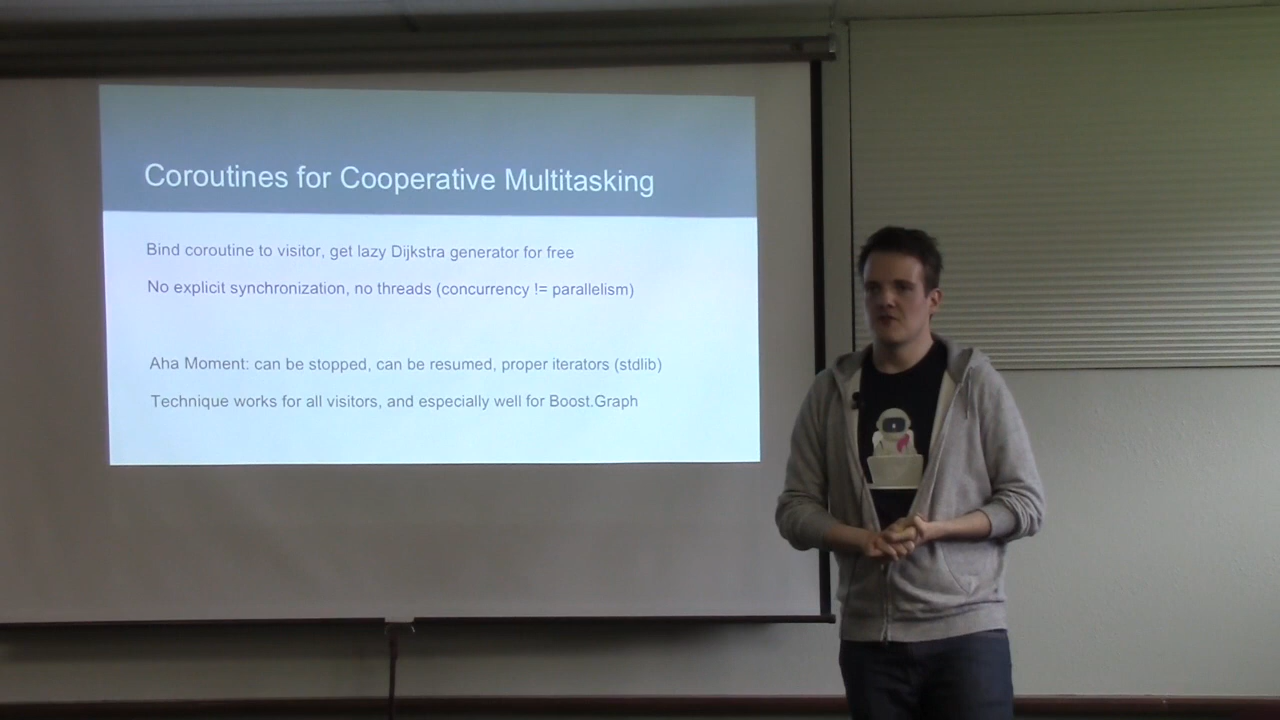 Coroutines for Cooperative Multitasking
Bind coroutine to visitor, get lazy Dijkstra generator for free
No explicit synchronization, no threads (concurrency != parallelism)
Aha Moment: can be stopped, can be resumed, proper iterators (stdlib)
Technique works for all visitors, and especially well for Boost.Graph